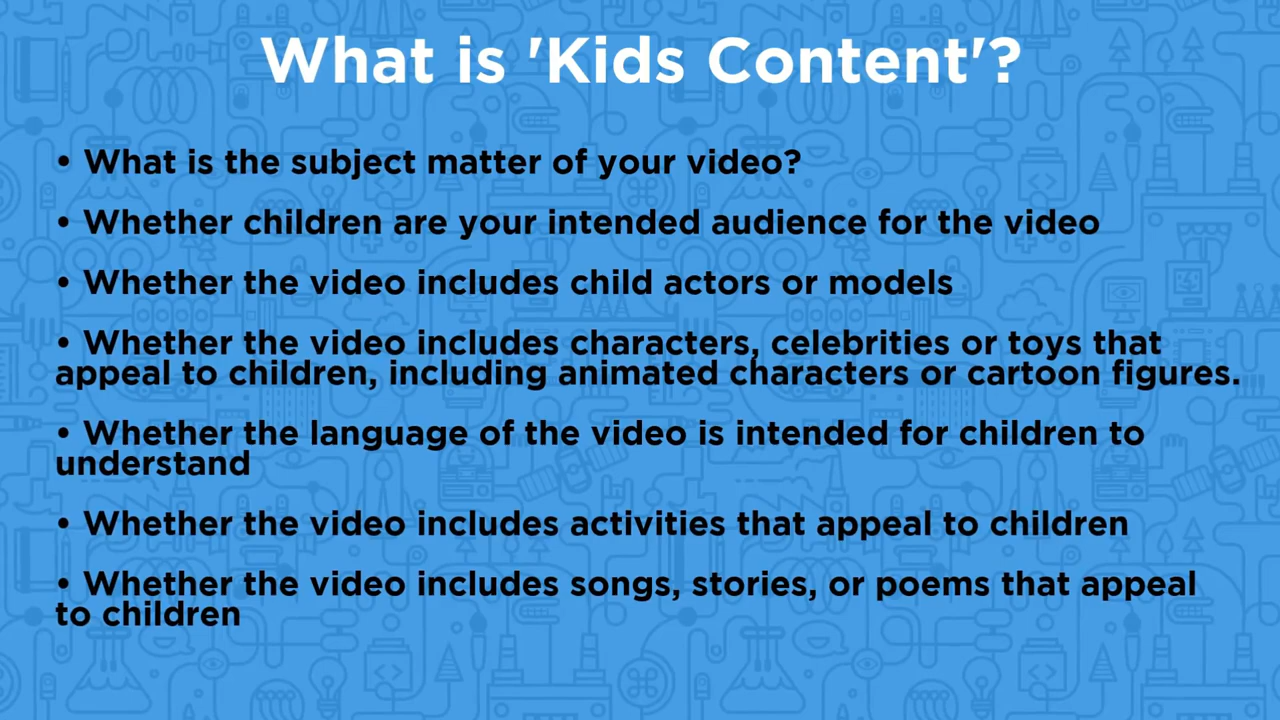 What is 'Kids Content'?
• What is the subject matter of your video?
• Whether children are your intended audience for the video
• Whether the video includes child actors or models
• Whether the video includes characters, celebrities or toys that
appeal to children, including animated characters or cartoon figures.
• Whether the language of the video is intended for children to
understand
• Whether the video includes activities that appeal to children
• Whether the video includes songs, stories, or poems that appeal
to children